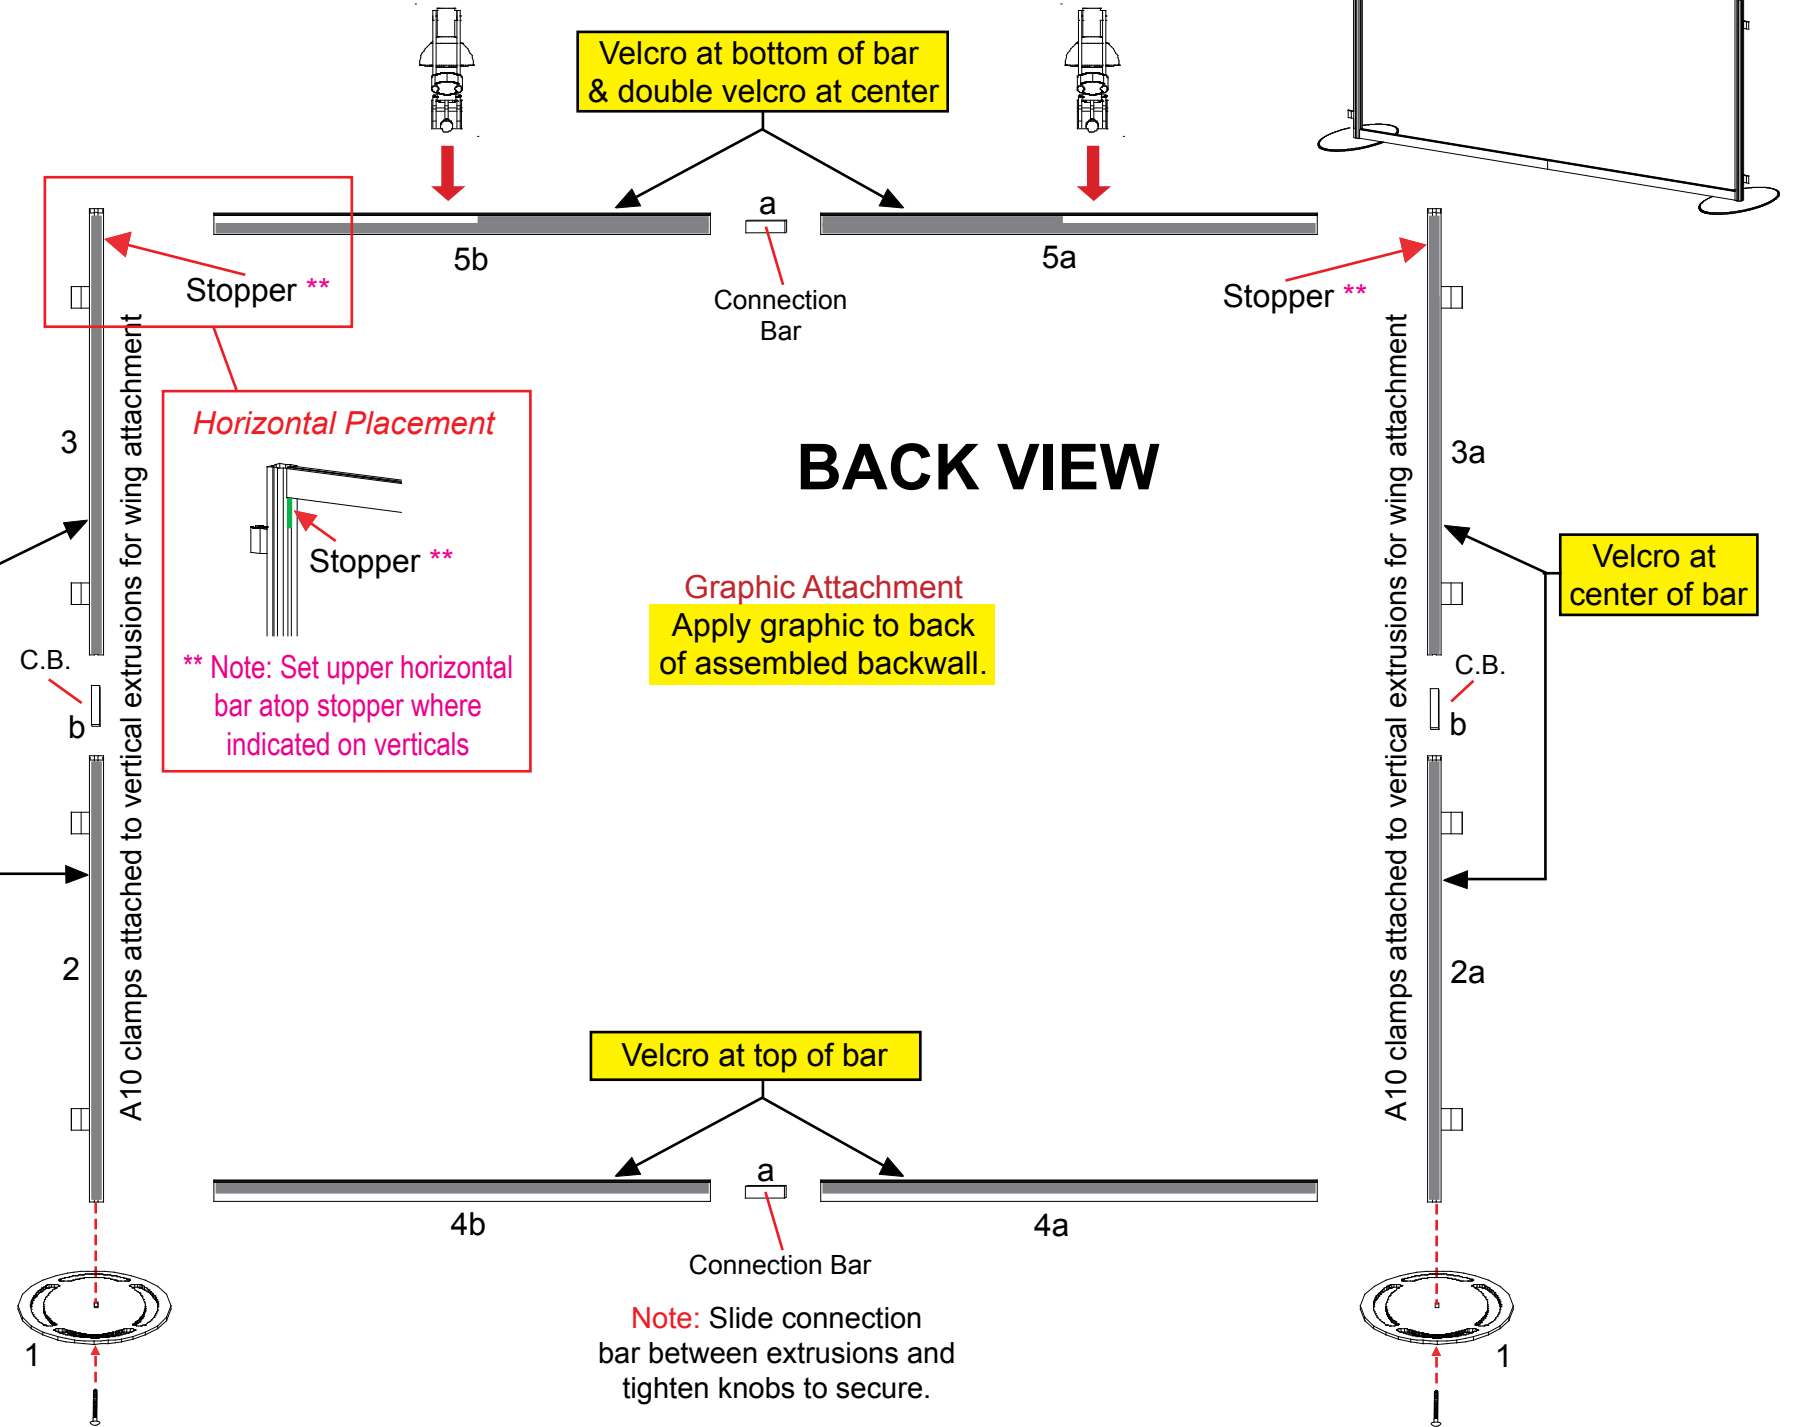 Velcro at bottom of bar
& double velcro at center
a
5b
5a
Connection
Bar
Stopper **
Stopper **
A10 clamps attached to vertical extrusions for wing attachment
A10 clamps attached to vertical extrusions for wing attachment
3
3a
Horizontal Placement
Stopper **
** Note: Set upper horizontal
bar atop stopper where
indicated on verticals
BACK VIEW
Graphic Attachment
Apply graphic to back
of assembled backwall.
Velcro at
center of bar
C.B.
b
C.B.
b
2
2a
Velcro at top of bar
a
4b
4a
Connection Bar
Note: Slide connection
bar between extrusions and
tighten knobs to secure.
1
1